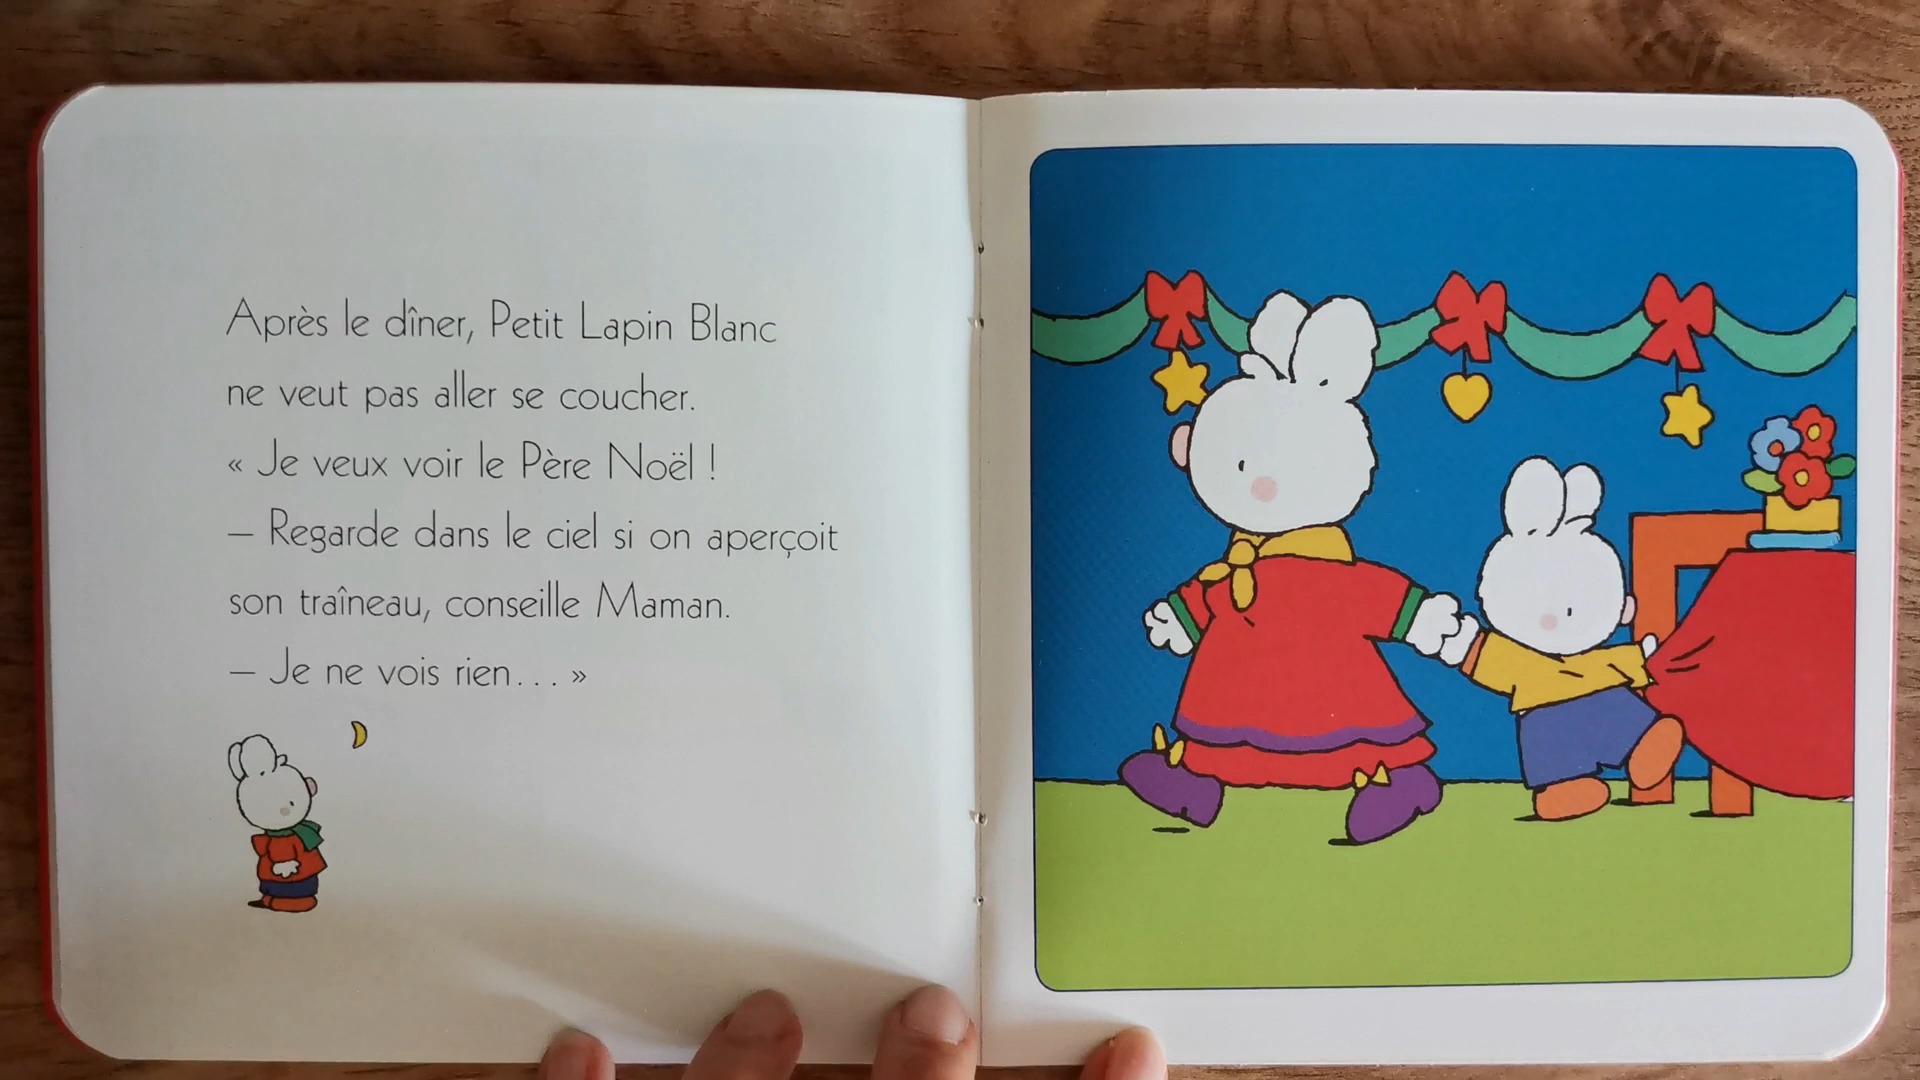 Après le dîner, Petit Lapin Blanc
ne veut pas aller se coucher.
« Je veux voir le Père Noël !
– Regarde dans le ciel si on aperçoit
son traîneau, conseille Maman.
– Je ne vois rien... »